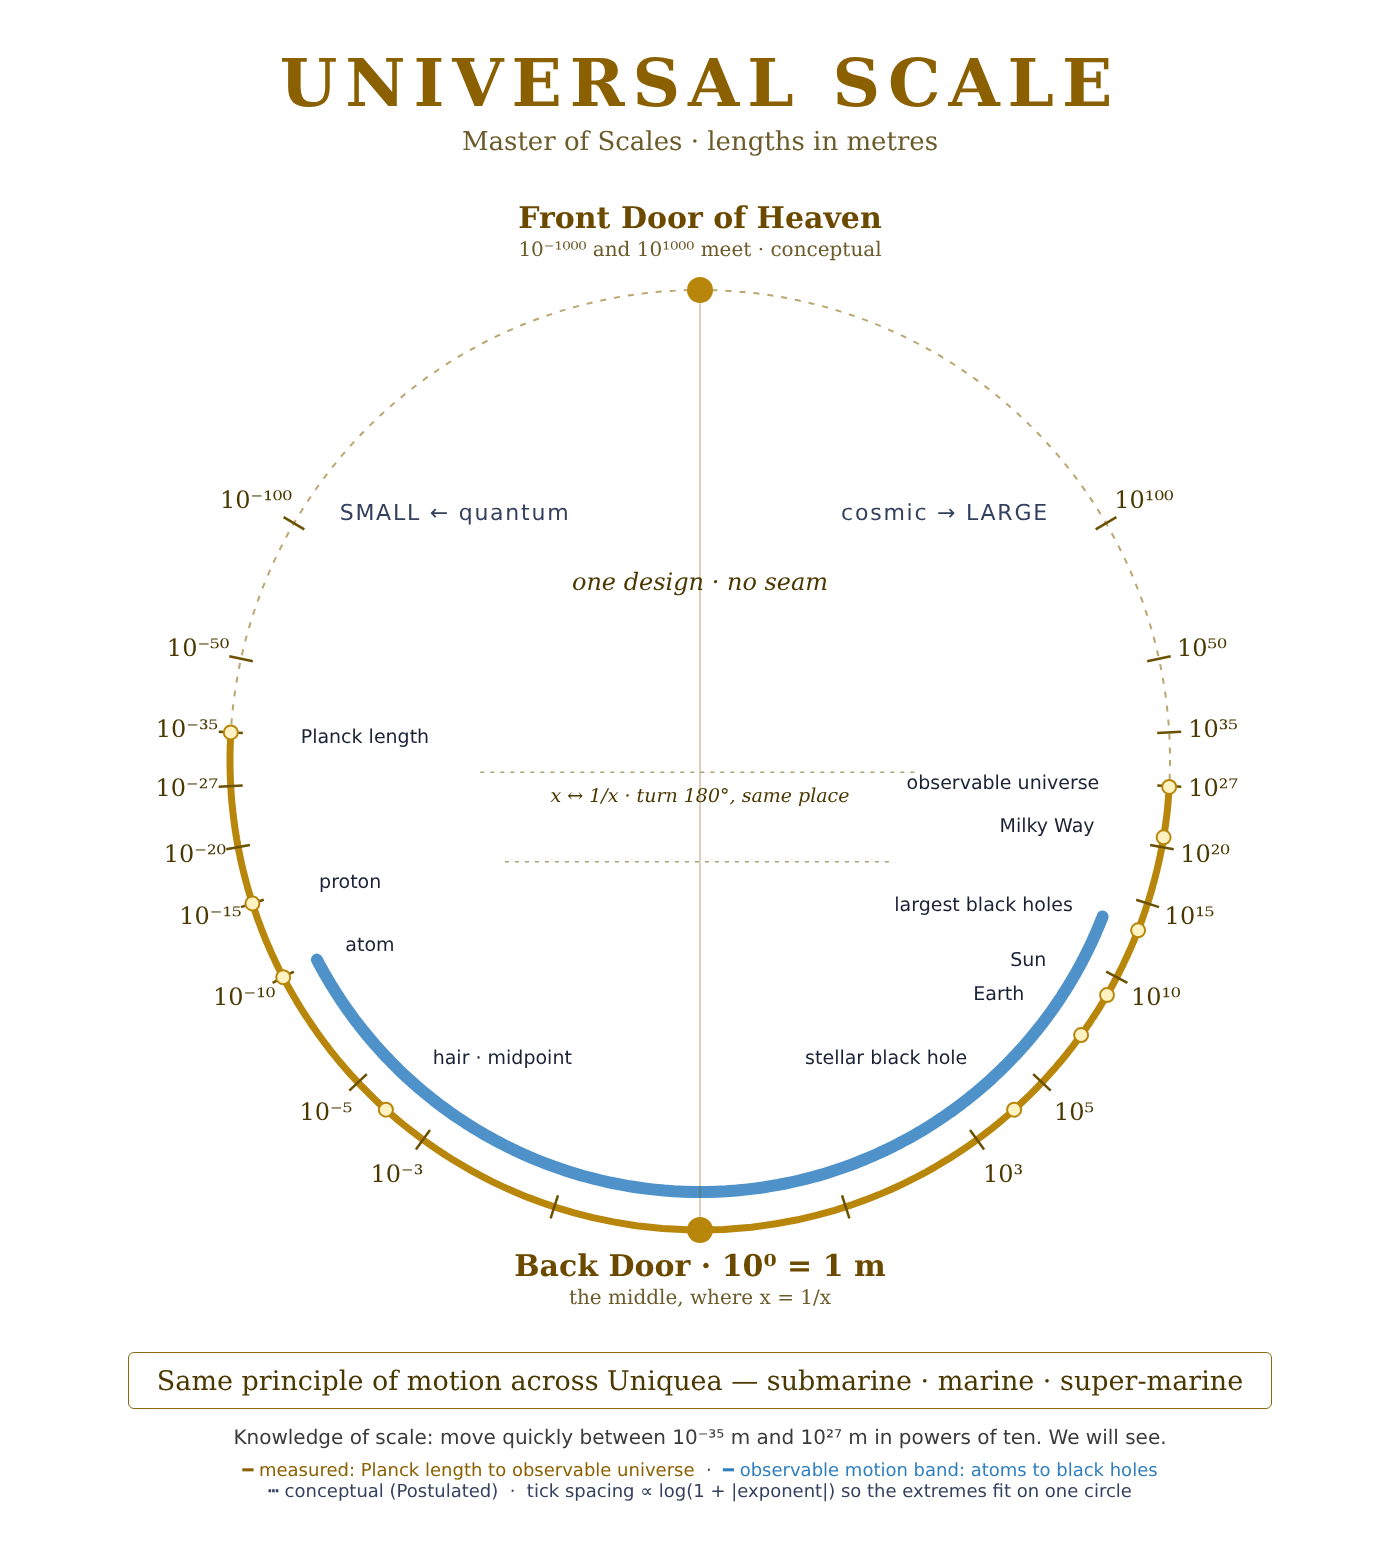 UNIVERSAL SCALE
Master of Scales · lengths in metres
Front Door of Heaven
10⁻¹⁰⁰⁰ and 10¹⁰⁰⁰ meet · conceptual
10⁻¹⁰⁰
SMALL ← quantum
cosmic → LARGE
10¹⁰⁰
one design · no seam
10⁻⁵⁰
10⁵⁰
10⁻³⁵
Planck length
10³⁵
10⁻²⁷
x ↔ 1/x · turn 180°, same place
observable universe
10²⁷
Milky Way
10⁻²⁰
10²⁰
proton
10⁻¹⁵
largest black holes
10¹⁵
atom
Sun
10⁻¹⁰
Earth
10¹⁰
hair · midpoint
stellar black hole
10⁻⁵
10⁵
10⁻³
10³
Back Door · 10⁰ = 1 m
the middle, where x = 1/x
Same principle of motion across Uniquea — submarine · marine · super-marine
Knowledge of scale: move quickly between 10⁻³⁵ m and 10²⁷ m in powers of ten. We will see.
━ measured: Planck length to observable universe · ━ observable motion band: atoms to black holes
┅ conceptual (Postulated) · tick spacing ∝ log(1 + |exponent|) so the extremes fit on one circle